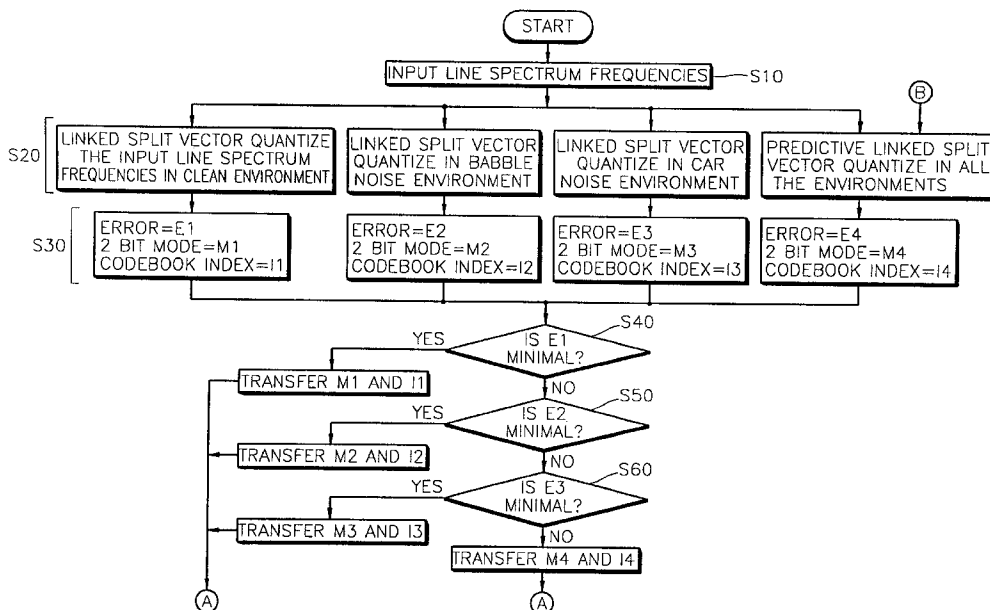 START
INPUT LINE SPECTRUM FREQUENCIES
S10
B
S20
LINKED SPLIT VECTOR QUANTIZE
THE INPUT LINE SPECTRUM
FREQUENCIES IN CLEAN ENVIRONMENT.
LINKED SPLIT VECTOR
QUANTIZE IN BABBLE
NOISE ENVIRONMENT
LINKED SPLIT VECTOR
QUANTIZE IN CAR
NOISE ENVIRONMENT
PREDICTIVE LINKED SPLIT
VECTOR QUANTIZE IN ALL
THE ENVIRONMENTS
S30
ERROR=E1
2 BIT MODE=M1
CODEBOOK INDEX=I1
ERROR=E2
2 BIT MODE=M2
CODEBOOK INDEX=I2
ERROR=E3
2 BIT MODE=M3
CODEBOOK INDEX=I3
ERROR=E4
2 BIT MODE=M4
CODEBOOK INDEX=I4
S40
YES
IS E1
MINIMAL?
TRANSFER M1 AND I1
NO
S50
YES
IS E2
MINIMAL?
TRANSFER M2 AND I2
NO
S60
YES
IS E3
MINIMAL?
TRANSFER M3 AND I3
NO
TRANSFER M4 AND I4
A
A